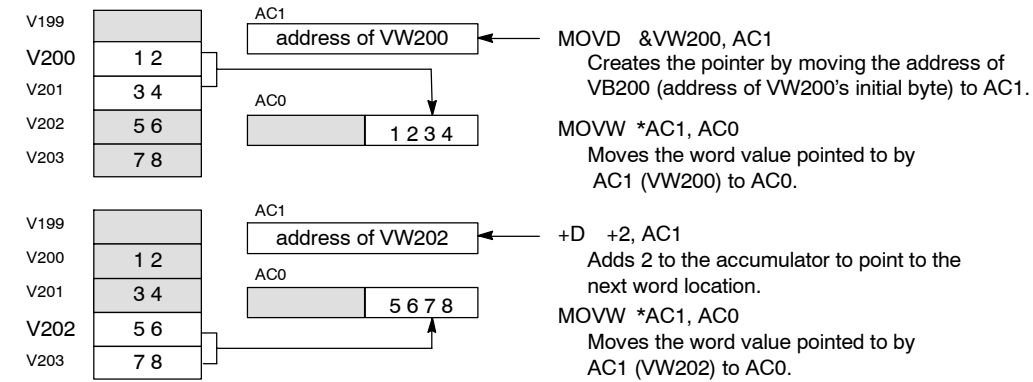 V199
V200 1 2
V201 3 4
V202 5 6
V203 7 8
AC1
address of VW200
AC0
1 2 3 4
MOVD &VW200, AC1
Creates the pointer by moving the address of
VB200 (address of VW200's initial byte) to AC1.
MOVW *AC1, AC0
Moves the word value pointed to by
AC1 (VW200) to AC0.
V199
V200 1 2
V201 3 4
V202 5 6
V203 7 8
AC1
address of VW202
AC0
5 6 7 8
+D +2, AC1
Adds 2 to the accumulator to point to the
next word location.
MOVW *AC1, AC0
Moves the word value pointed to by
AC1 (VW202) to AC0.